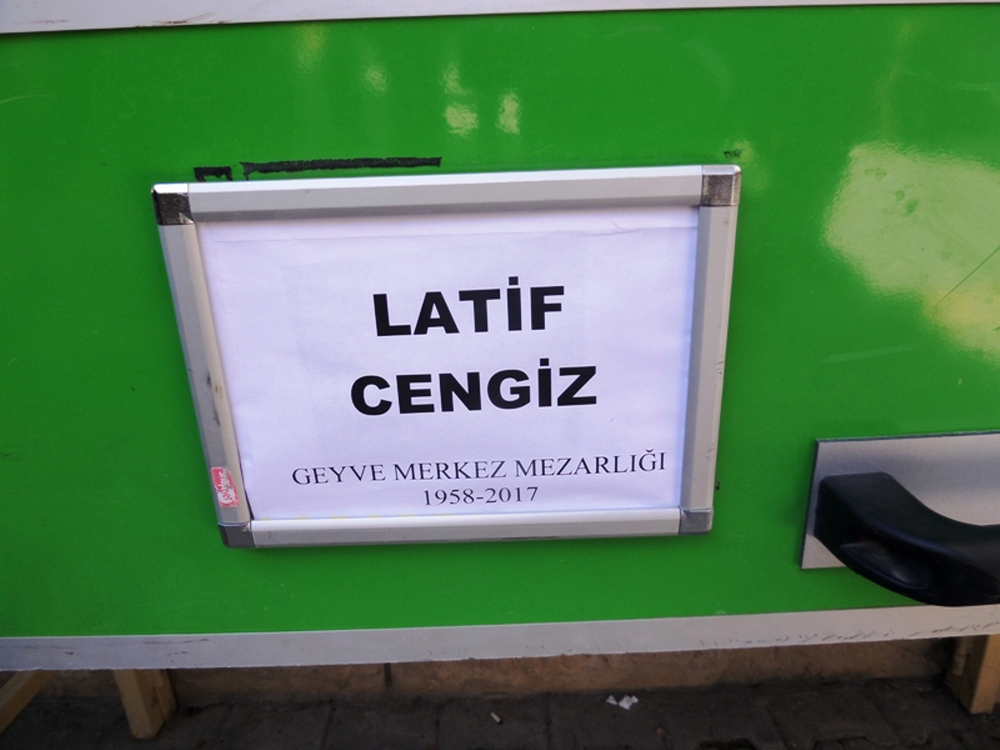 LATİF
CENGİZ
GEYVE MERKEZ MEZARLIĞI
1958-2017